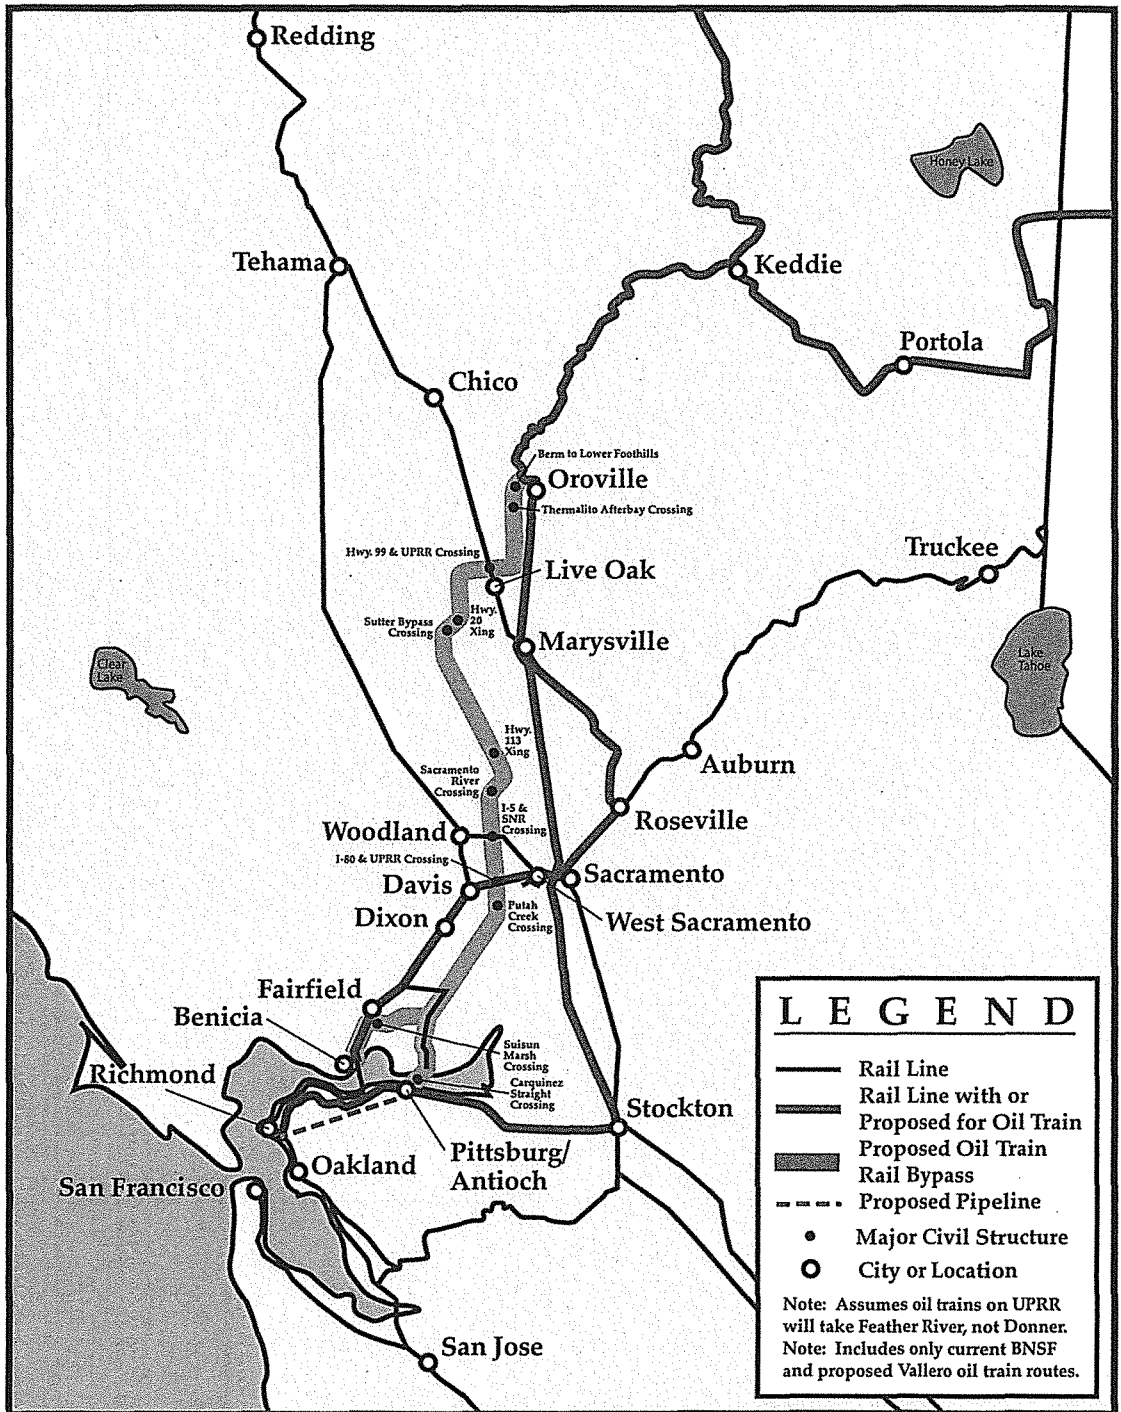 Redding
Honey Lake
Tehama
Keddie
Portola
Chico
Berm to Lower Foothills
Oroville
Thermalito Afterbay Crossing
Truckee
Hwy. 99 & UPRR Crossing
Live Oak
Hwy.
20
Xing
Sutter Bypass
Crossing
Marysville
Clear
Lake
Lake
Tahoe
Hwy.
113
Xing
Auburn
Sacramento
River
Crossing
I-5 &
SNR
Crossing
Roseville
Woodland
I-80 & UPRR Crossing
Davis
Sacramento
Dixon
Putah
Creek
Crossing
West Sacramento
Fairfield
Benicia
Suisun
Marsh
Crossing
Richmond
Carquinez
Straight
Crossing
Stockton
Pittsburg/
Antioch
Oakland
San Francisco
San Jose
LEGEND
Rail Line
Rail Line with or
Proposed for Oil Train
Proposed Oil Train
Rail Bypass
Proposed Pipeline
Major Civil Structure
City or Location
Note: Assumes oil trains on UPRR
will take Feather River, not Donner.
Note: Includes only current BNSF
and proposed Vallero oil train routes.